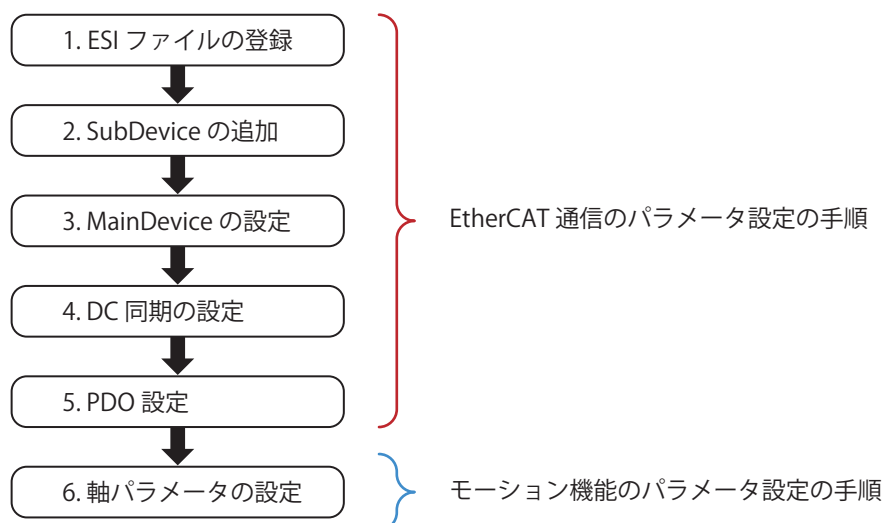 1. ESI ファイルの登録
2. SubDevice の追加
3. MainDevice の設定
EtherCAT 通信のパラメータ設定の手順
4. DC 同期の設定
5. PDO 設定
6. 軸パラメータの設定
モーション機能のパラメータ設定の手順